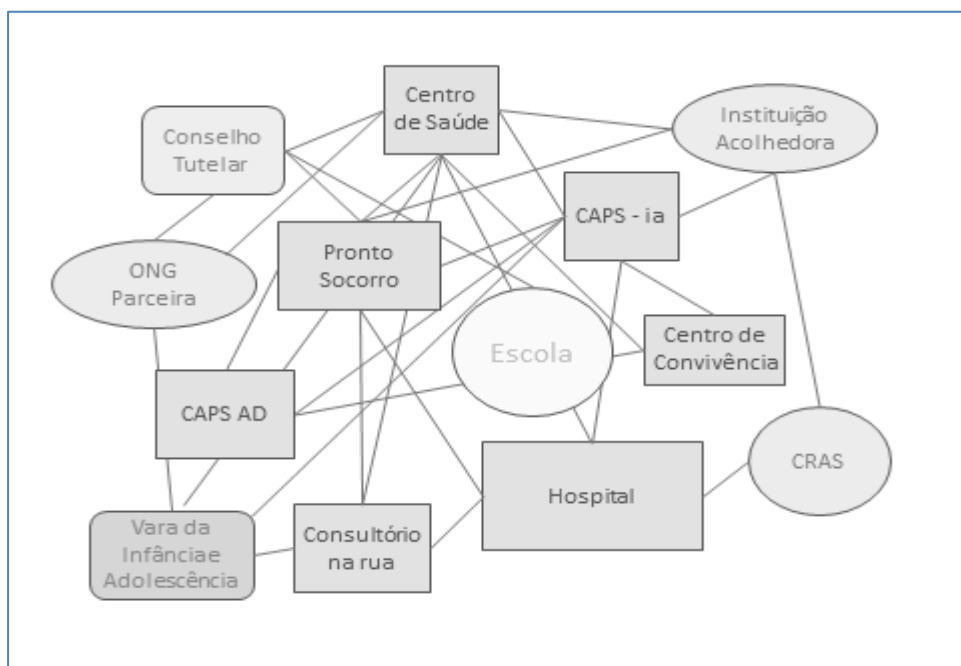 Centro
de Saúde
Conselho
Tutelar
Instituição
Acolhedora
CAPS - ia
Pronto
Socorro
ONG
Parceira
Escola
Centro de
Convivência
CAPS AD
CRAS
Hospital
Vara da
Infânciae
Adolescência
Consultório
na rua